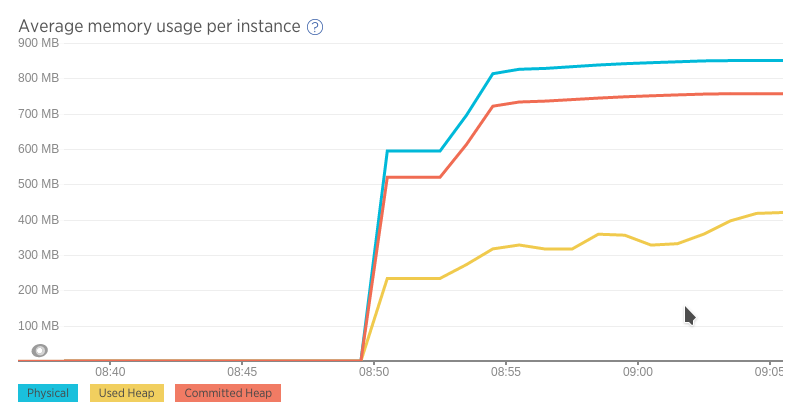 Average memory usage per instance ?
900 MB
800 MB
700 MB
600 MB
500 MB
400 MB
300 MB
200 MB
100 MB
08:40 08:45 08:50 08:55 09:00 09:05
Physical Used Heap Committed Heap